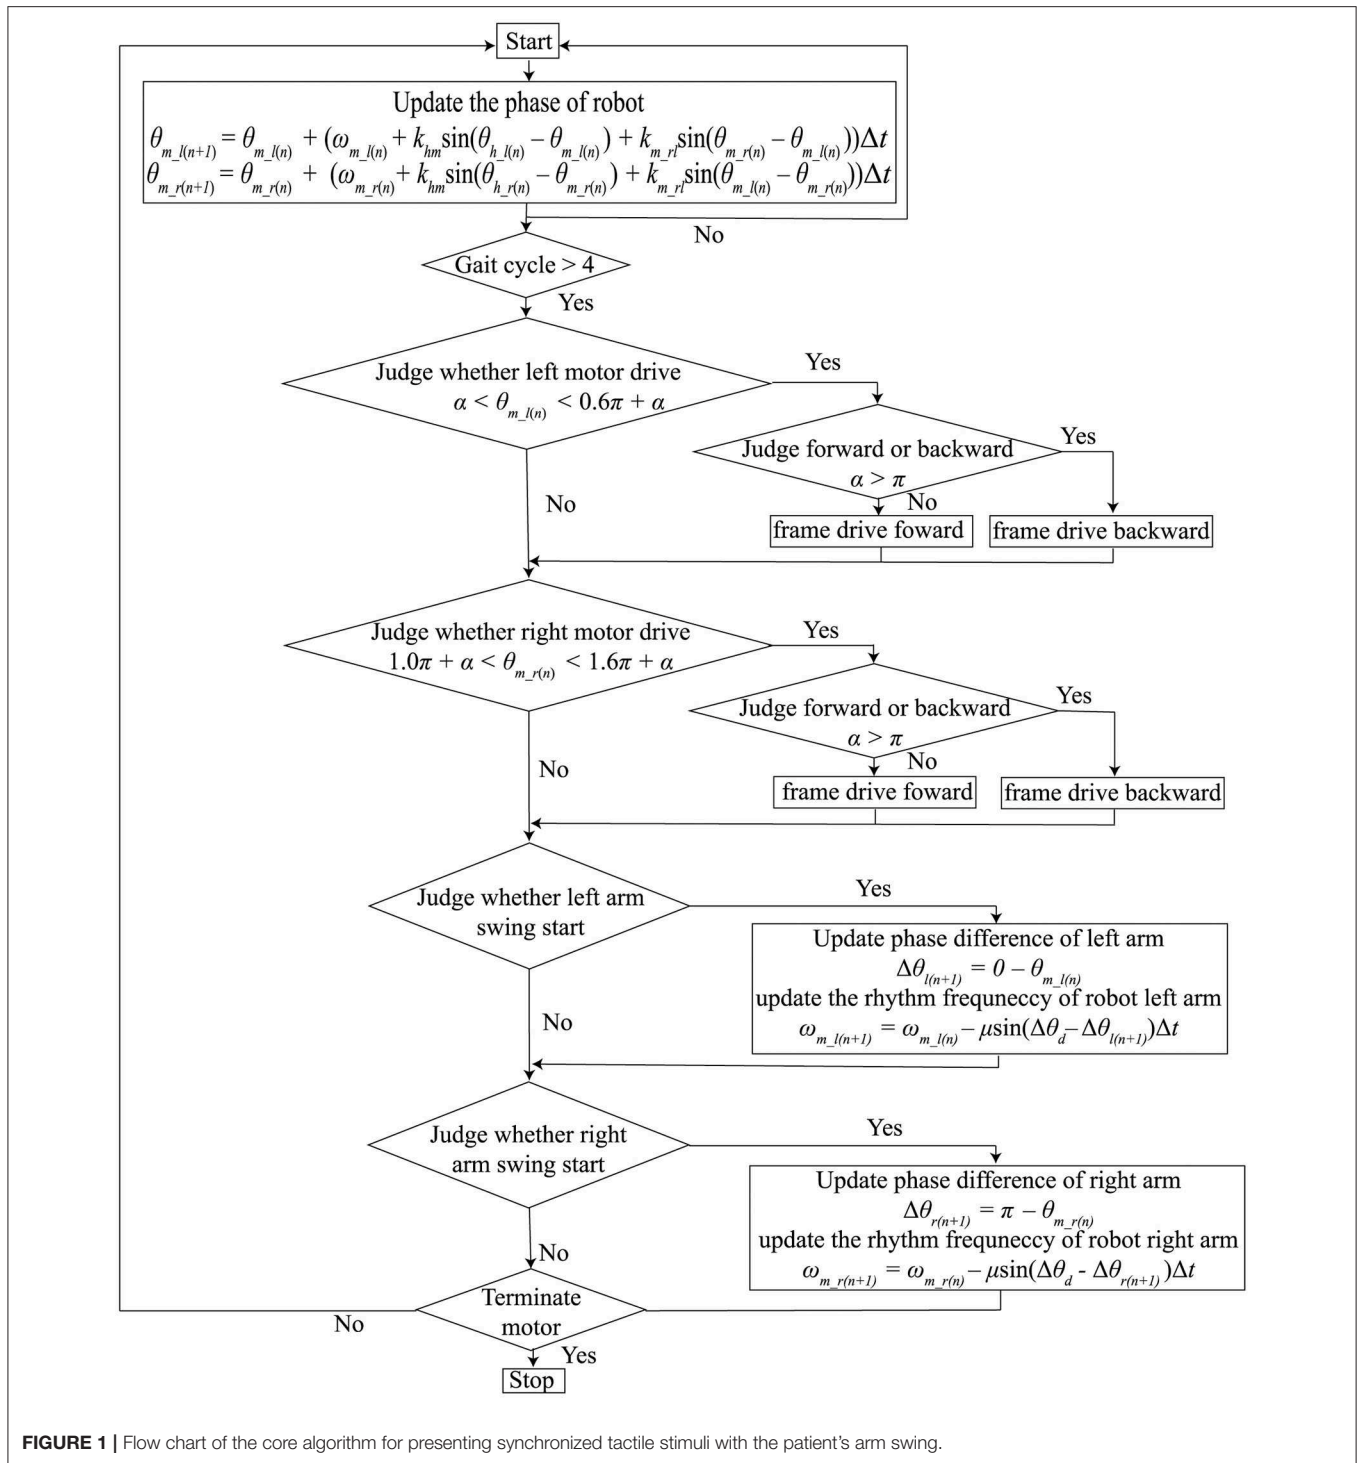 Start
Update the phase of robot
θm_l(n+1) = θm_l(n) + (ωm_l(n) + khm sin(θh_l(n) – θm_l(n)) + km_rl sin(θm_r(n) – θm_l(n)))Δt
θm_r(n+1) = θm_r(n) + (ωm_r(n) + khm sin(θh_r(n) – θm_r(n)) + km_rl sin(θm_l(n) – θm_r(n)))Δt
No
Gait cycle > 4
Yes
Judge whether left motor drive
α < θm_l(n) < 0.6π + α
Yes
Judge forward or backward
α > π
Yes
No
No
frame drive foward
frame drive backward
Judge whether right motor drive
1.0π + α < θm_r(n) < 1.6π + α
Yes
Judge forward or backward
α > π
Yes
No
No
frame drive foward
frame drive backward
Judge whether left arm
swing start
Yes
Update phase difference of left arm
Δθl(n+1) = 0 – θm_l(n)
update the rhythm frequneccy of robot left arm
ωm_l(n+1) = ωm_l(n) – μsin(Δθd – Δθl(n+1))Δt
No
Judge whether right
arm swing start
Yes
Update phase difference of right arm
Δθr(n+1) = π – θm_r(n)
update the rhythm frequneccy of robot right arm
ωm_r(n+1) = ωm_r(n) – μsin(Δθd - Δθr(n+1))Δt
No
Terminate
motor
No
Yes
Stop
FIGURE 1 | Flow chart of the core algorithm for presenting synchronized tactile stimuli with the patient's arm swing.